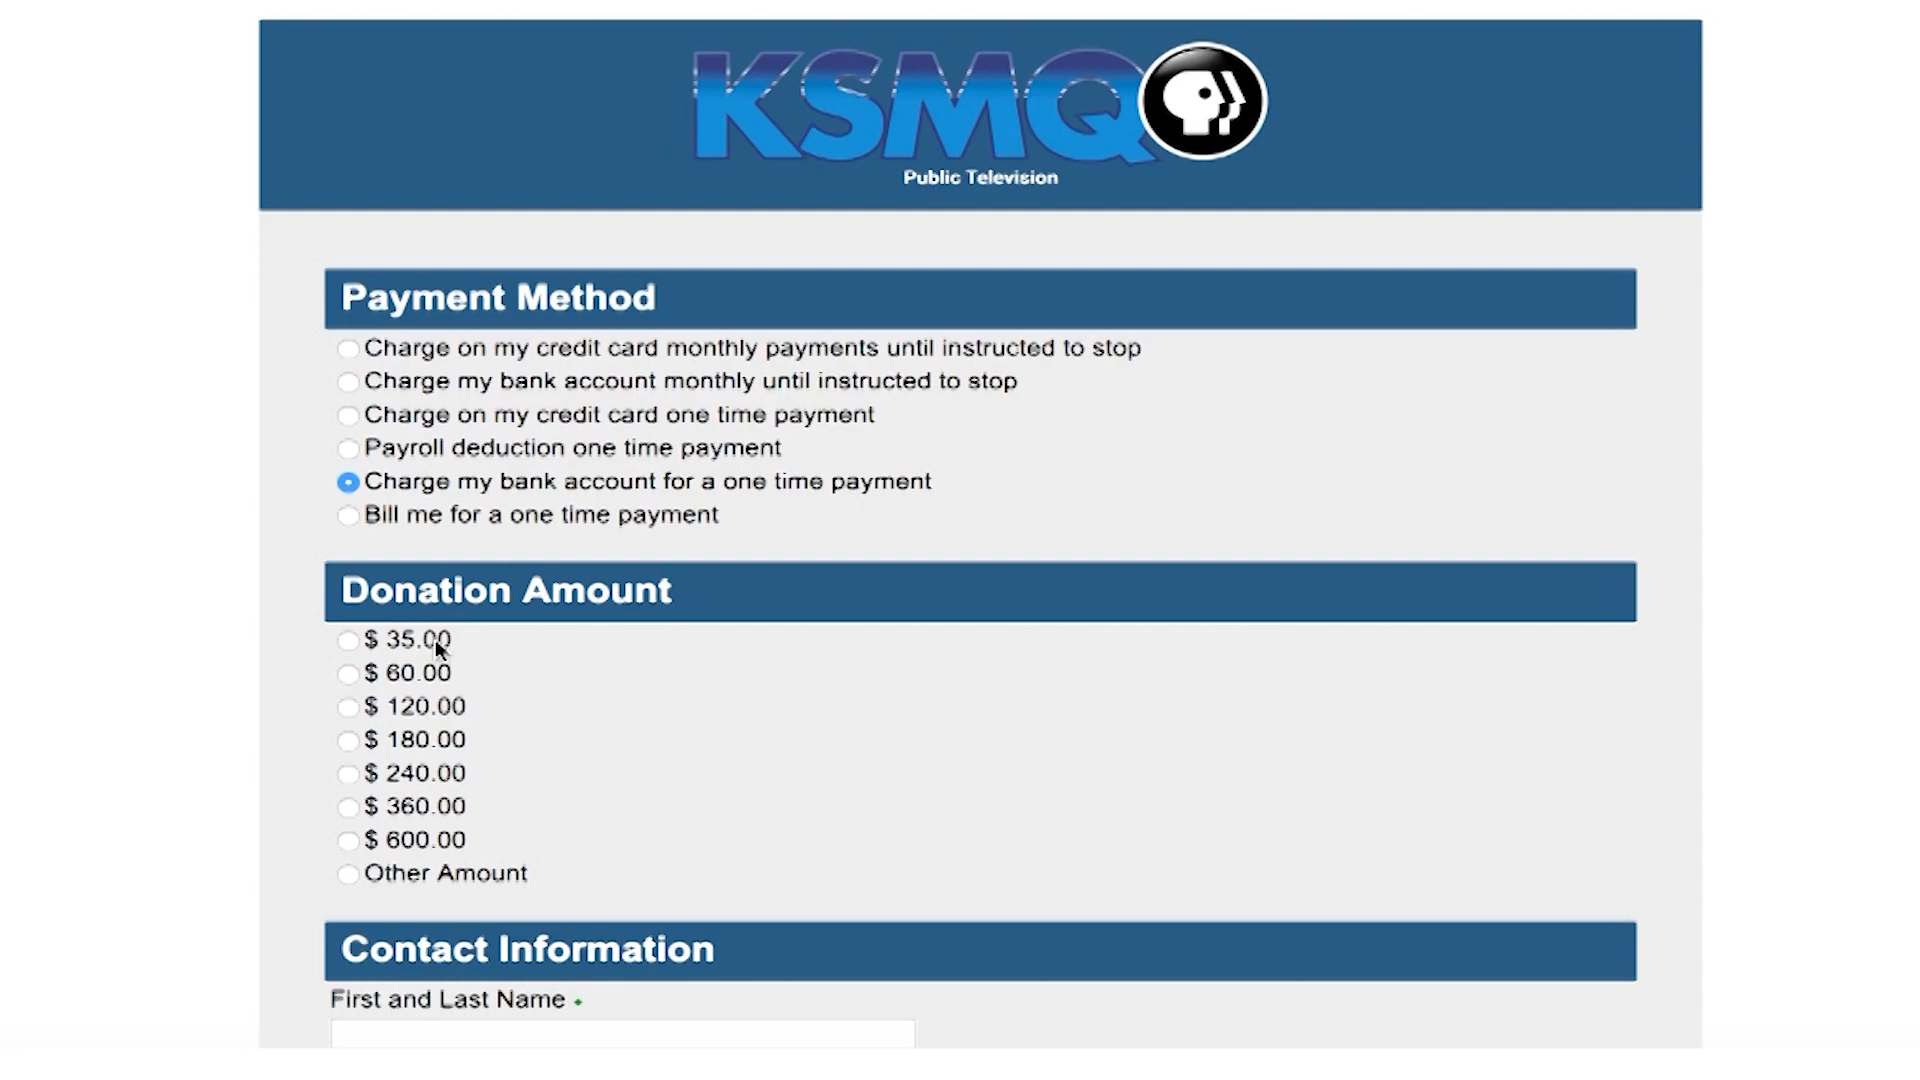 KSMQ
Public Television
Payment Method
Charge on my credit card monthly payments until instructed to stop
Charge my bank account monthly until instructed to stop
Charge on my credit card one time payment
Payroll deduction one time payment
Charge my bank account for a one time payment
Bill me for a one time payment
Donation Amount
$ 35.00
$ 60.00
$ 120.00
$ 180.00
$ 240.00
$ 360.00
$ 600.00
Other Amount
Contact Information
First and Last Name